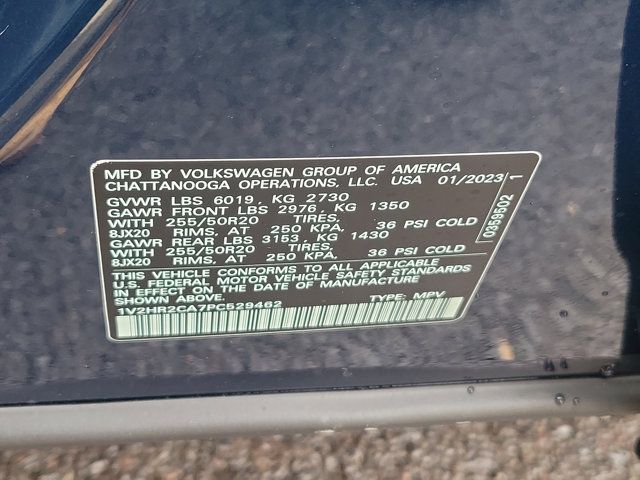 MFD BY VOLKSWAGEN GROUP OF AMERICA
CHATTANOOGA OPERATIONS, LLC. USA 01/2023
GVWR LBS 6019, KG 2730
GAWR FRONT LBS 2976, KG 1350
WITH 255/50R20 TIRES,
8JX20 RIMS, AT 250 KPA, 36 PSI COLD
GAWR REAR LBS 3153, KG 1430
WITH 255/50R20 TIRES,
8JX20 RIMS, AT 250 KPA, 36 PSI COLD
THIS VEHICLE CONFORMS TO ALL APPLICABLE
U.S. FEDERAL MOTOR VEHICLE SAFETY STANDARDS
IN EFFECT ON THE DATE OF MANUFACTURE
SHOWN ABOVE.
1V2HR2CA7PC529462 TYPE: MPV
0359502 1